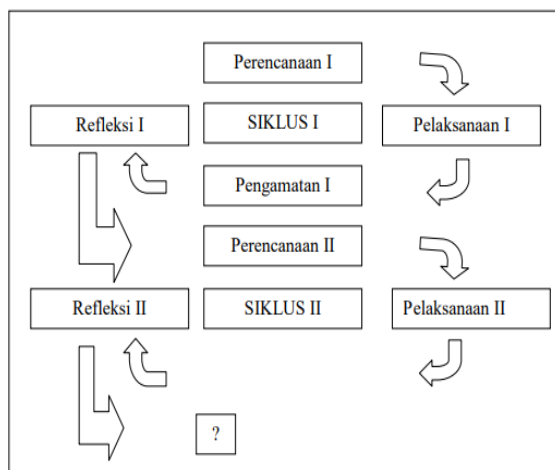 Perencanaan I
Refleksi I
SIKLUS I
Pelaksanaan I
Pengamatan I
Perencanaan II
Refleksi II
SIKLUS II
Pelaksanaan II
?